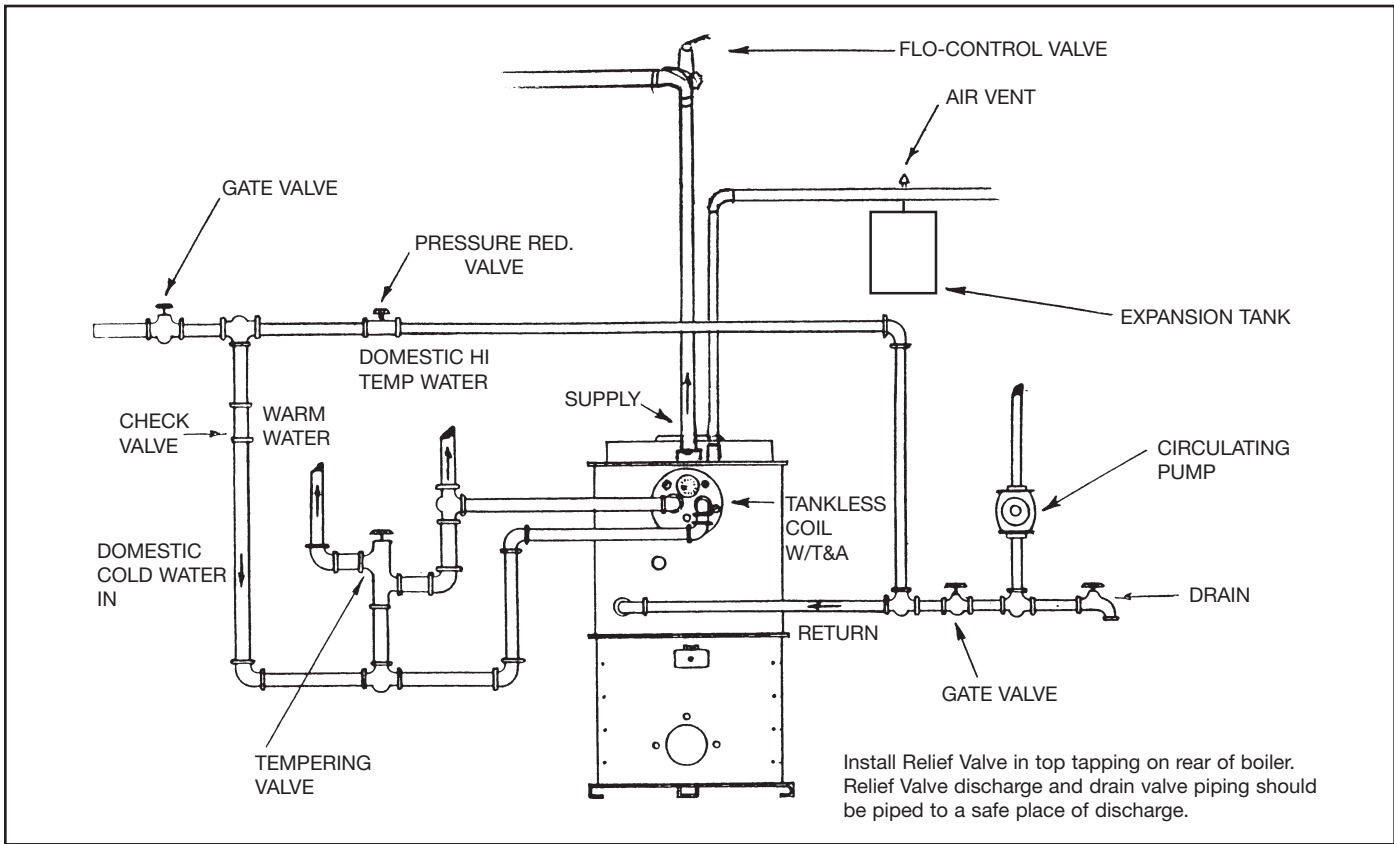 FLO-CONTROL VALVE
AIR VENT
GATE VALVE
PRESSURE RED.
VALVE
EXPANSION TANK
DOMESTIC HI
TEMP WATER
SUPPLY
CHECK
VALVE
WARM
WATER
CIRCULATING
PUMP
TANKLESS
COIL
W/T&A
DOMESTIC
COLD WATER
IN
DRAIN
RETURN
GATE VALVE
TEMPERING
VALVE
Install Relief Valve in top tapping on rear of boiler.
Relief Valve discharge and drain valve piping should
be piped to a safe place of discharge.